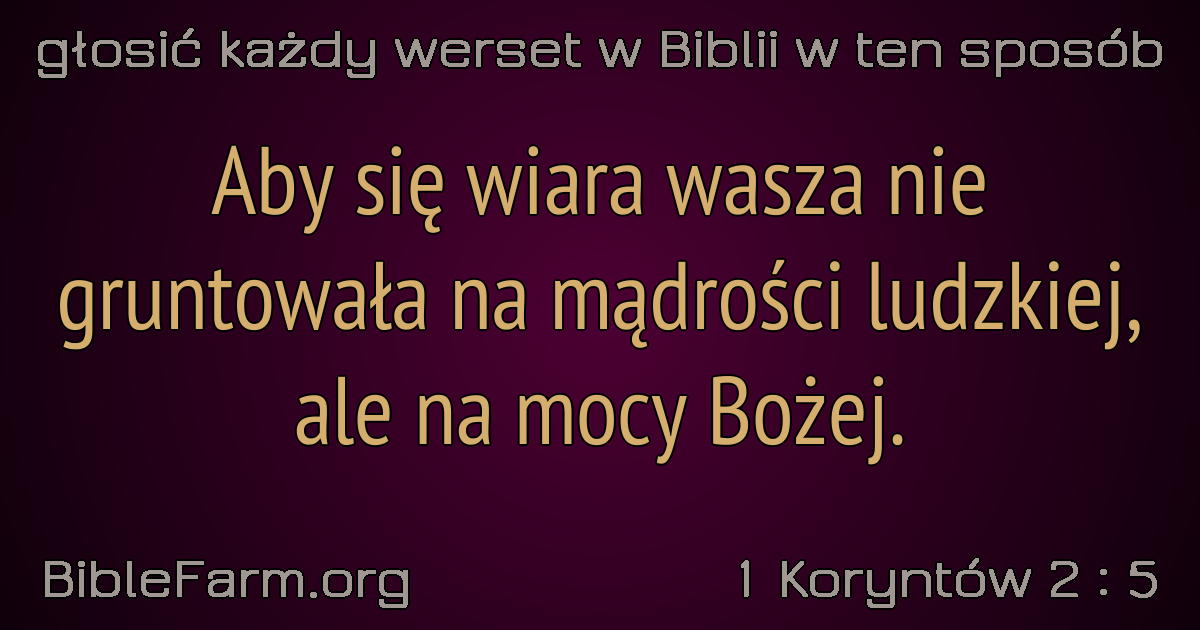 głosić każdy werset w Biblii w ten sposób
Aby się wiara wasza nie
gruntowała na mądrości ludzkiej,
ale na mocy Bożej.
BibleFarm.org
1 Koryntów 2 : 5